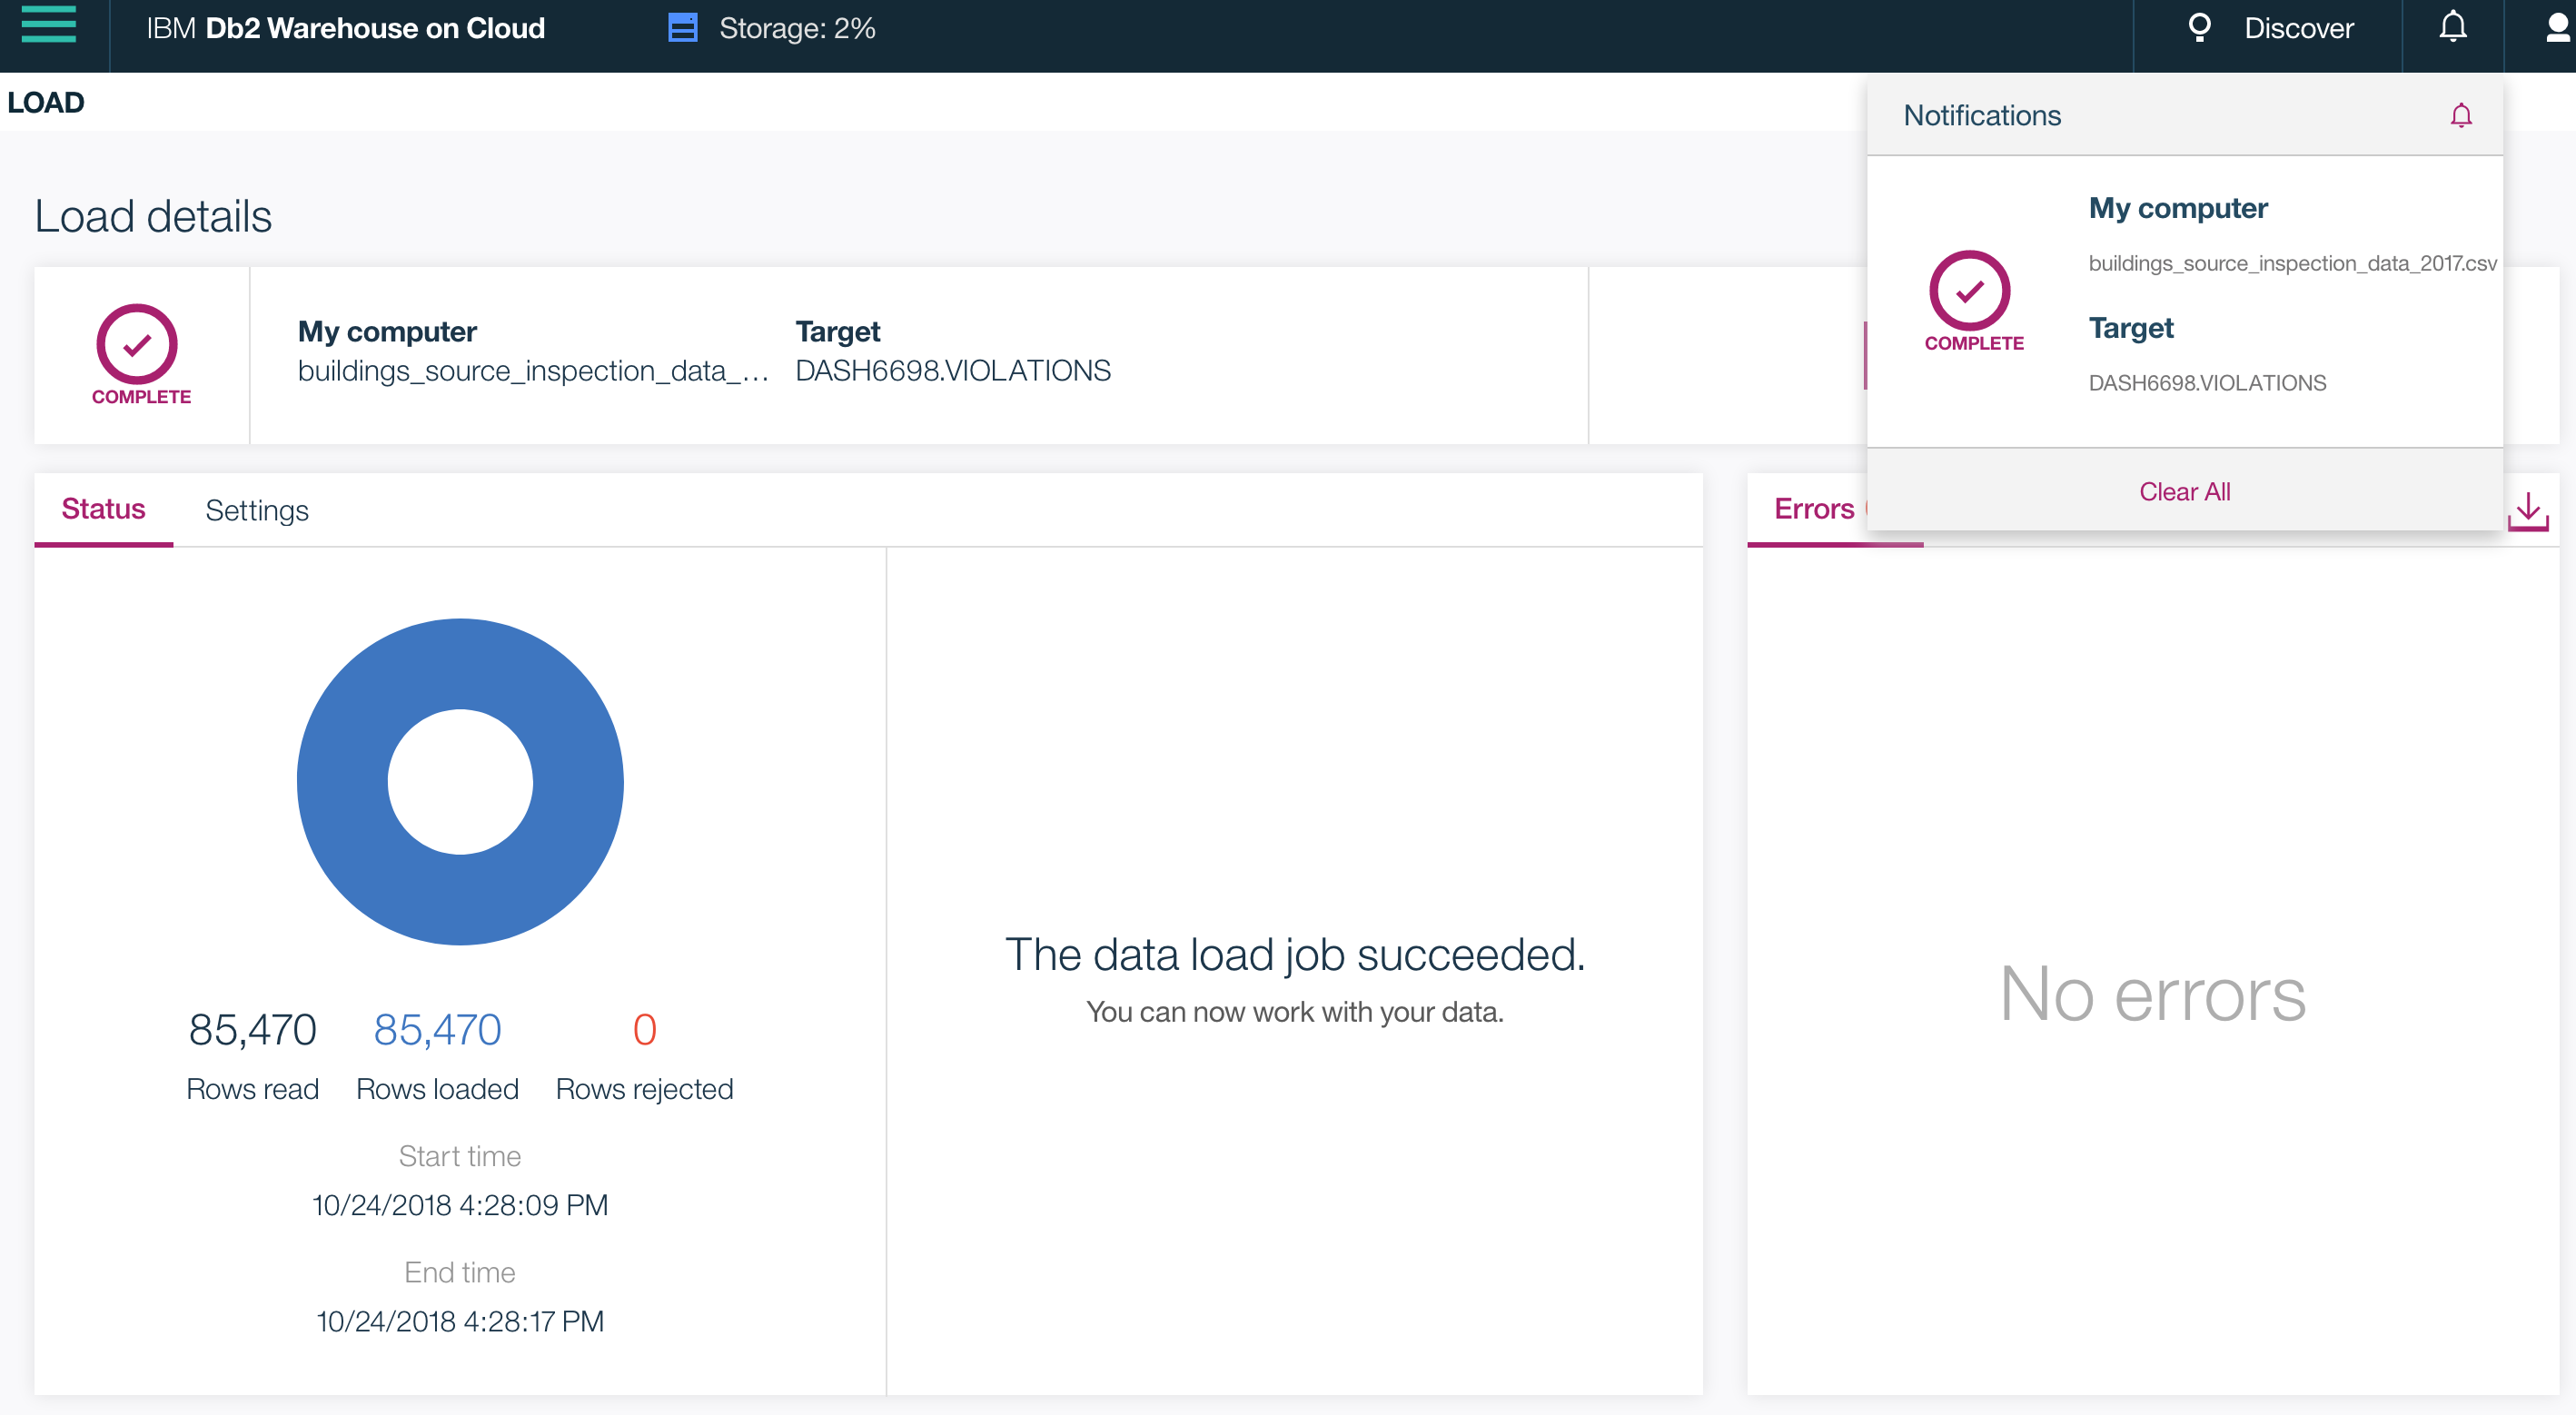 IBM Db2 Warehouse on Cloud
Storage: 2%
Discover
LOAD
Notifications
My computer
buildings_source_inspection_data_2017.csv
Target
DASH6698.VIOLATIONS
COMPLETE
Clear All
Load details
COMPLETE
My computer
buildings_source_inspection_data_...
Target
DASH6698.VIOLATIONS
Status
Settings
85,470
Rows read
85,470
Rows loaded
0
Rows rejected
Start time
10/24/2018 4:28:09 PM
End time
10/24/2018 4:28:17 PM
The data load job succeeded.
You can now work with your data.
Errors
No errors